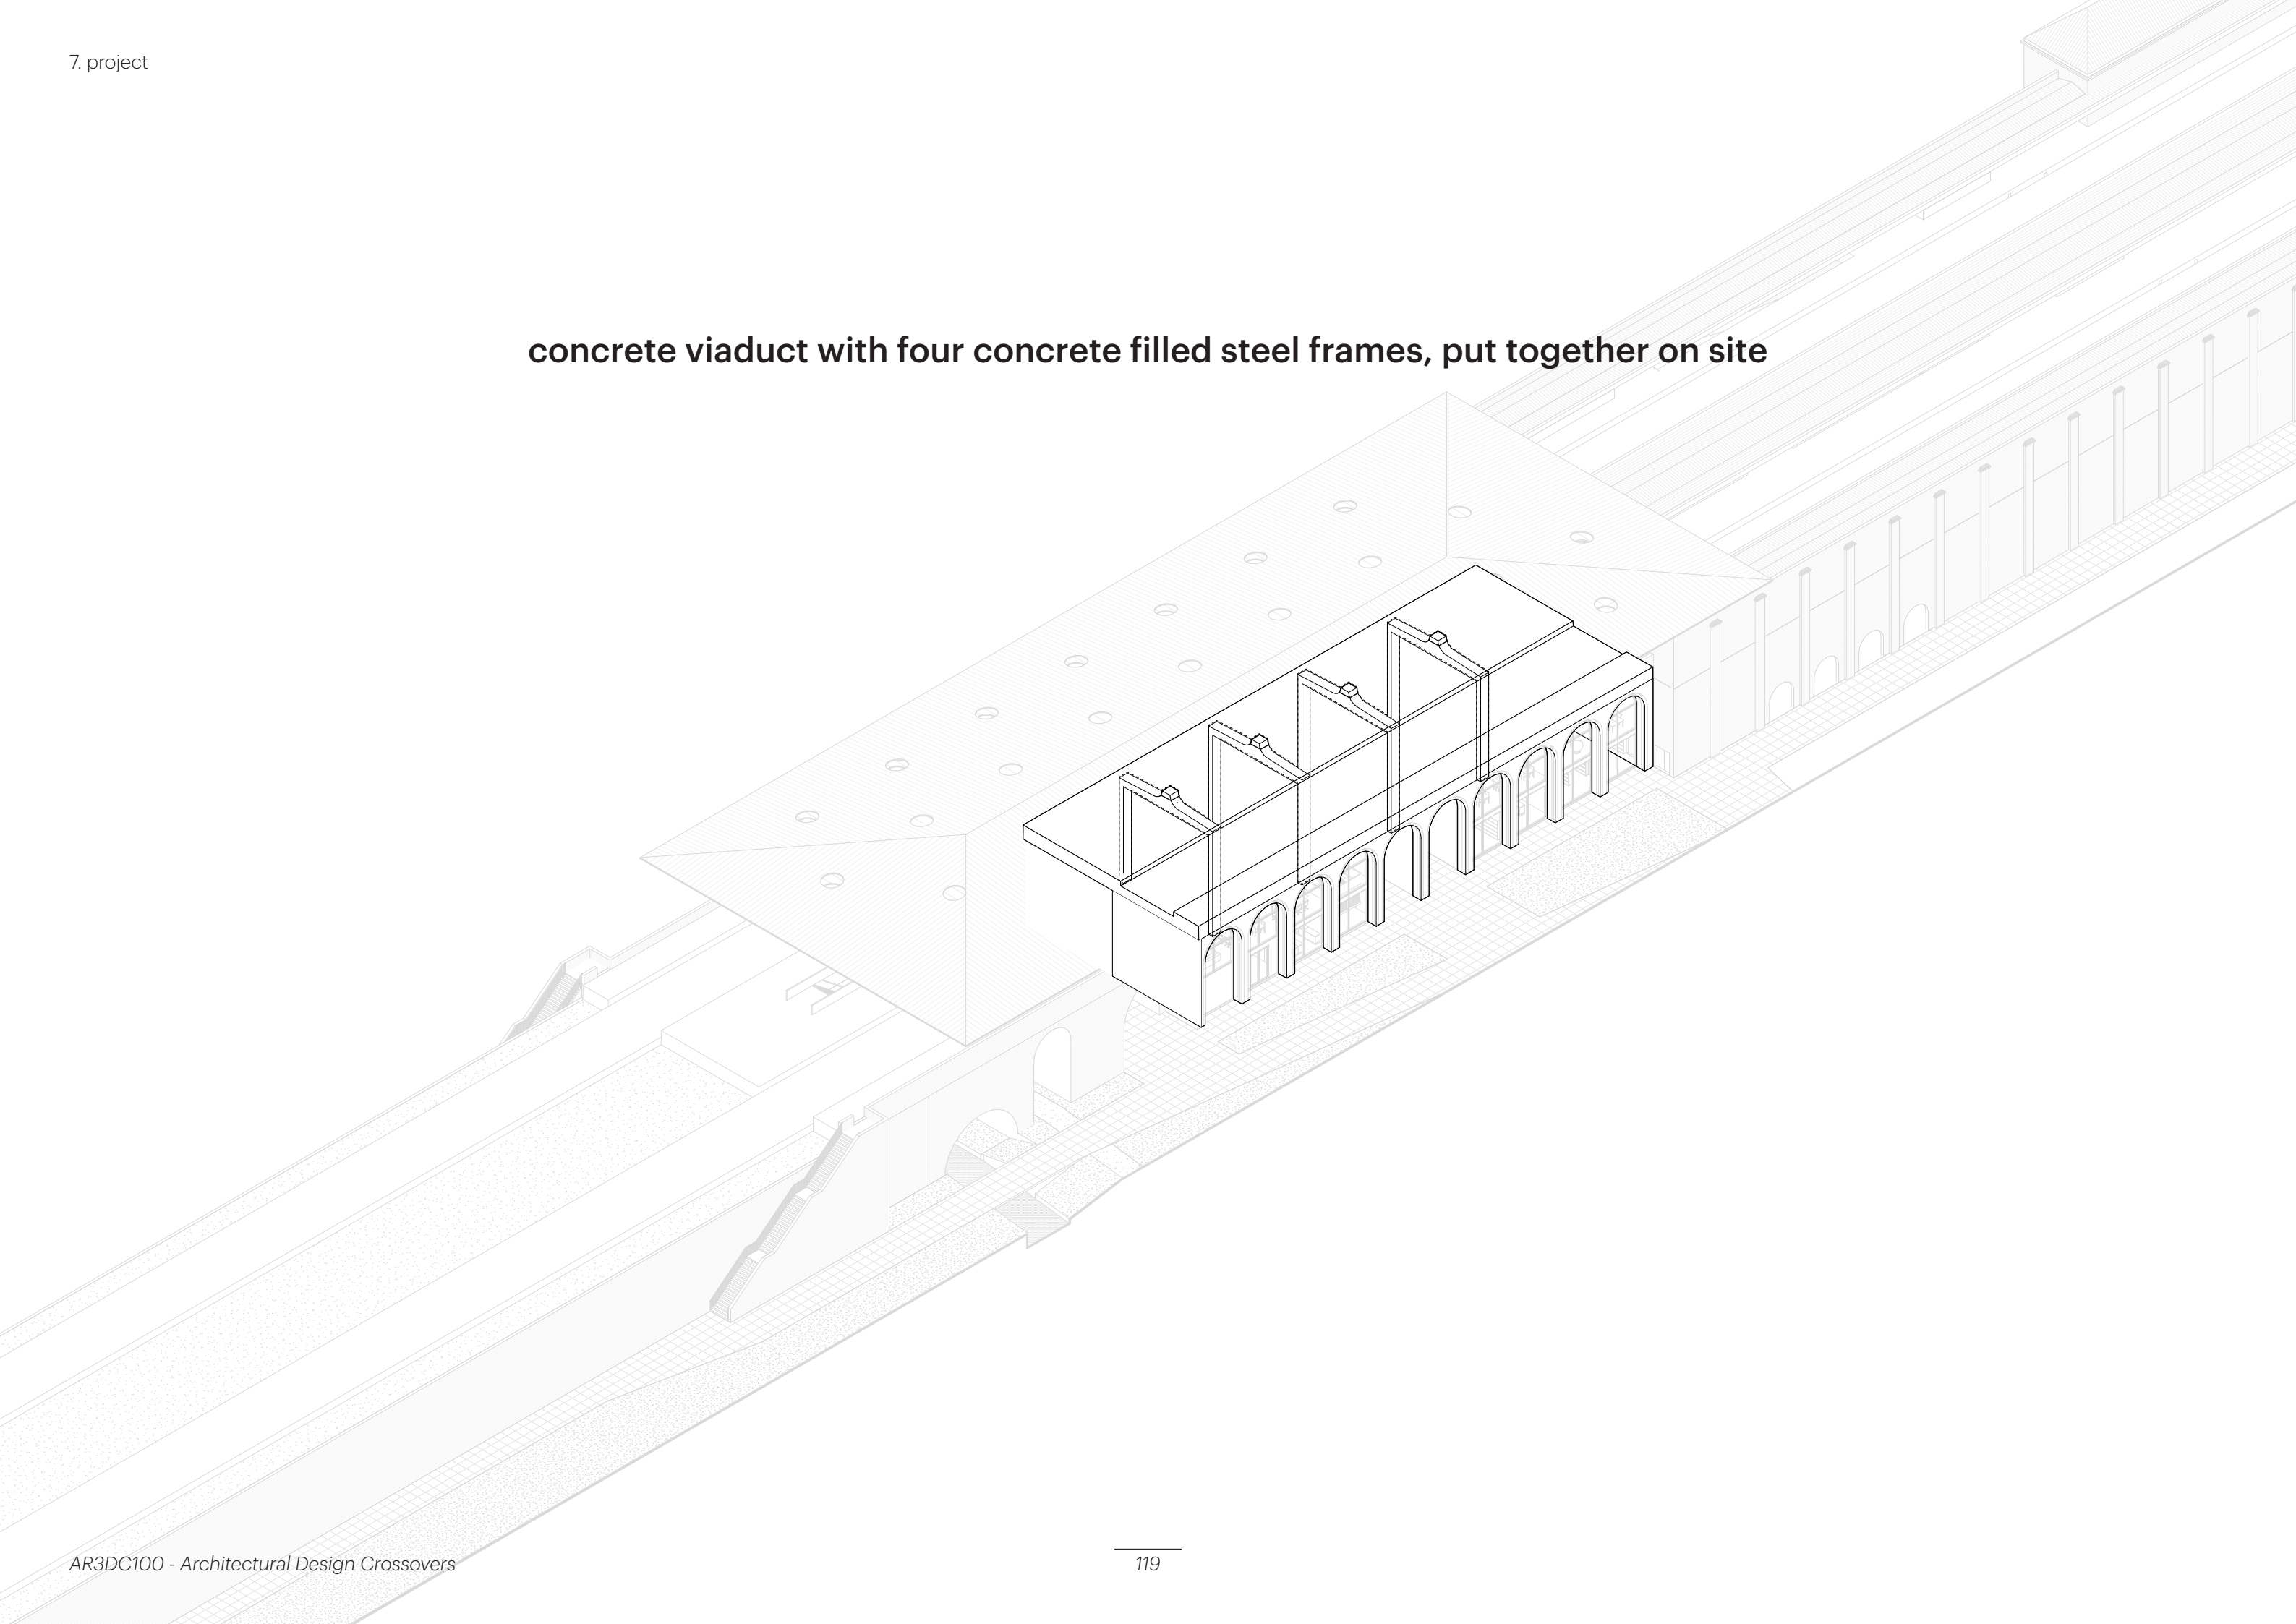 7. project
concrete viaduct with four concrete filled steel frames, put together on site
AR3DC100 - Architectural Design Crossovers
119